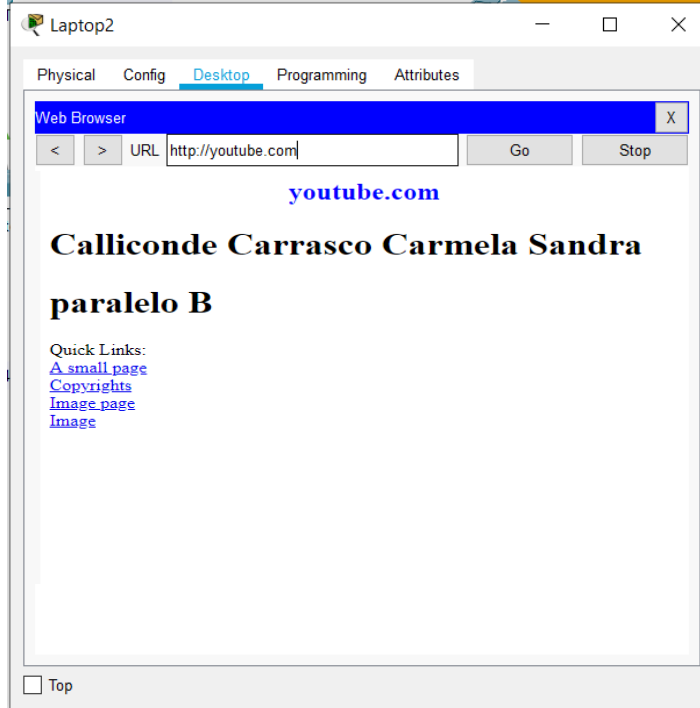 Laptop2
Physical Config Desktop Programming Attributes
Web Browser X
< > URL http://youtube.com Go Stop
youtube.com
Calliconde Carrasco Carmela Sandra
paralelo B
Quick Links:
A small page
Copyrights
Image page
Image
Top